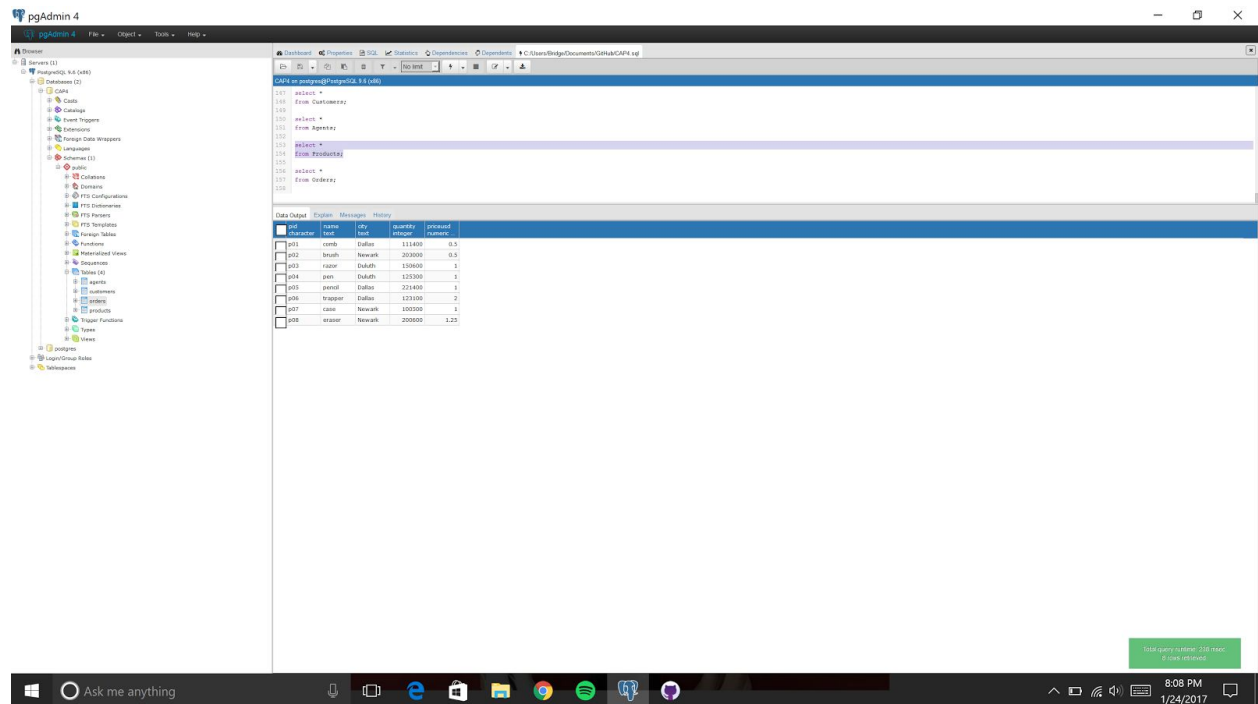 pgAdmin 4
pgAdmin 4 File Object Tools Help
Browser
Servers (1)
PostgreSQL 9.6 (x86)
Databases (2)
CAP4
Casts
Catalogs
Event Triggers
Extensions
Foreign Data Wrappers
Languages
Schemas (1)
public
Collations
Domains
FTS Configurations
FTS Dictionaries
FTS Parsers
FTS Templates
Foreign Tables
Functions
Materialized Views
Sequences
Tables (4)
agents
customers
orders
products
Trigger Functions
Types
Views
postgres
Login/Group Roles
Tablespaces
Dashboard Properties SQL Statistics Dependencies Dependents C:/Users/Bridge/Documents/GitHub/CAP4.sql
No limit
CAP4 on postgres@PostgreSQL 9.6 (x86)
147 select *
148 from Customers;
149
150 select *
151 from Agents;
152
153 select *
154 from Products;
155
156 select *
157 from Orders;
158
Data Output Explain Messages History
pid name city quantity priceusd
character text text integer numeric ...
p01 comb Dallas 111400 0.5
p02 brush Newark 203000 0.5
p03 razor Duluth 150600 1
p04 pen Duluth 125300 1
p05 pencil Dallas 221400 1
p06 trapper Dallas 123100 2
p07 case Newark 100500 1
p08 eraser Newark 200600 1.25
Total query runtime: 238 msec.
8 rows retrieved.
Ask me anything
8:08 PM
1/24/2017